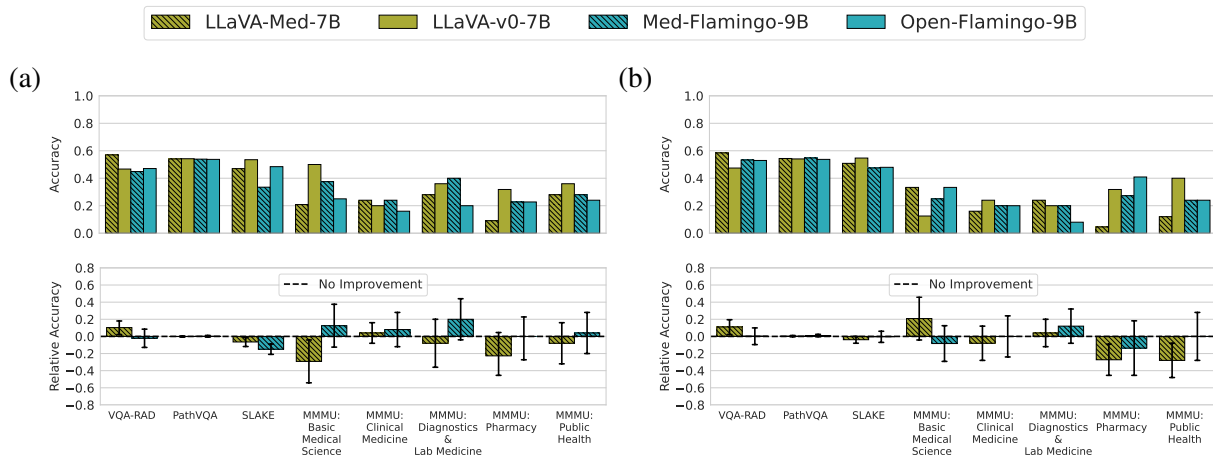 LLaVA-Med-7B LLaVA-v0-7B Med-Flamingo-9B Open-Flamingo-9B
(a)
1.0
0.8
0.6
0.4
0.2
0.0
Accuracy
0.8
0.6
0.4
0.2
0.0
−0.2
−0.4
−0.6
−0.8
Relative Accuracy
No Improvement
VQA-RAD PathVQA SLAKE MMMU: MMMU: MMMU: MMMU: MMMU:
Basic Clinical Diagnostics Pharmacy Public
Medical Medicine & Health
Science Lab Medicine
(b)
1.0
0.8
0.6
0.4
0.2
0.0
Accuracy
0.8
0.6
0.4
0.2
0.0
−0.2
−0.4
−0.6
−0.8
Relative Accuracy
No Improvement
VQA-RAD PathVQA SLAKE MMMU: MMMU: MMMU: MMMU: MMMU:
Basic Clinical Diagnostics Pharmacy Public
Medical Medicine & Health
Science Lab Medicine